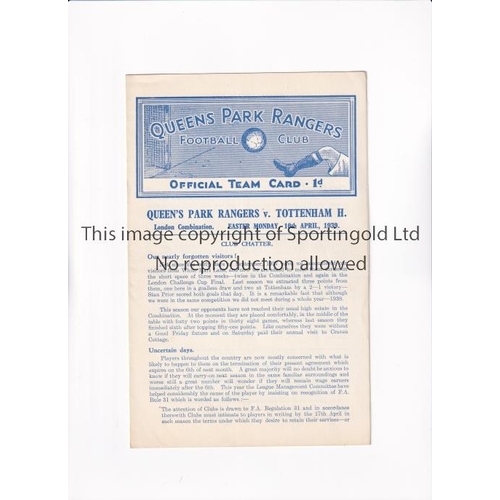 QUEENS PARK RANGERS
FOOTBALL CLUB
OFFICIAL TEAM CARD · 1d
QUEEN'S PARK RANGERS v. TOTTENHAM H.
London Combination. EASTER MONDAY, 10th APRIL, 1939.
This image copyright of Sportingold Ltd
CLUB CHATTER.
Our nearly forgotten visitors!
No reproduction allowed
the short space of three weeks—twice in the Combination and again in the
London Challenge Cup Final. Last season we extracted three points from
them, one here is a goalless draw and two at Tottenham by a 2—1 victory—
Stan Prior scored both goals that day. It is a remarkable fact that although
we were in the same competition we did not meet during a whole year—1938.
This season our opponents have not reached their usual high estate in the
Combination. At the moment they are placed comfortably, in the middle of the
table with forty two points in thirty eight games, whereas last season they
finished sixth after topping fifty-one points. Like ourselves they were without
a Good Friday fixture and on Saturday paid their annual visit to Craven
Cottage.
Uncertain days.
Players throughout the country are now mostly concerned with what is
likely to happen to them on the termination of their present agreement which
expires on the 6th of next month. A great majority will no doubt be anxious to
know if they will carry-on next season in the same familiar surroundings and
worse still a great number will wonder if they will remain wage earners
immediately after the 6th. This year the League Management Committee have
helped considerably the ease of the player by insisting on recognition of F.A.
Rule 31 which is worded as follows :—
"The attention of Clubs is drawn to F.A. Regulation 31 and in accordance
therewith Clubs must intimate to players in writing by the 17th April in
each season the terms under which they desire to retain their services—or